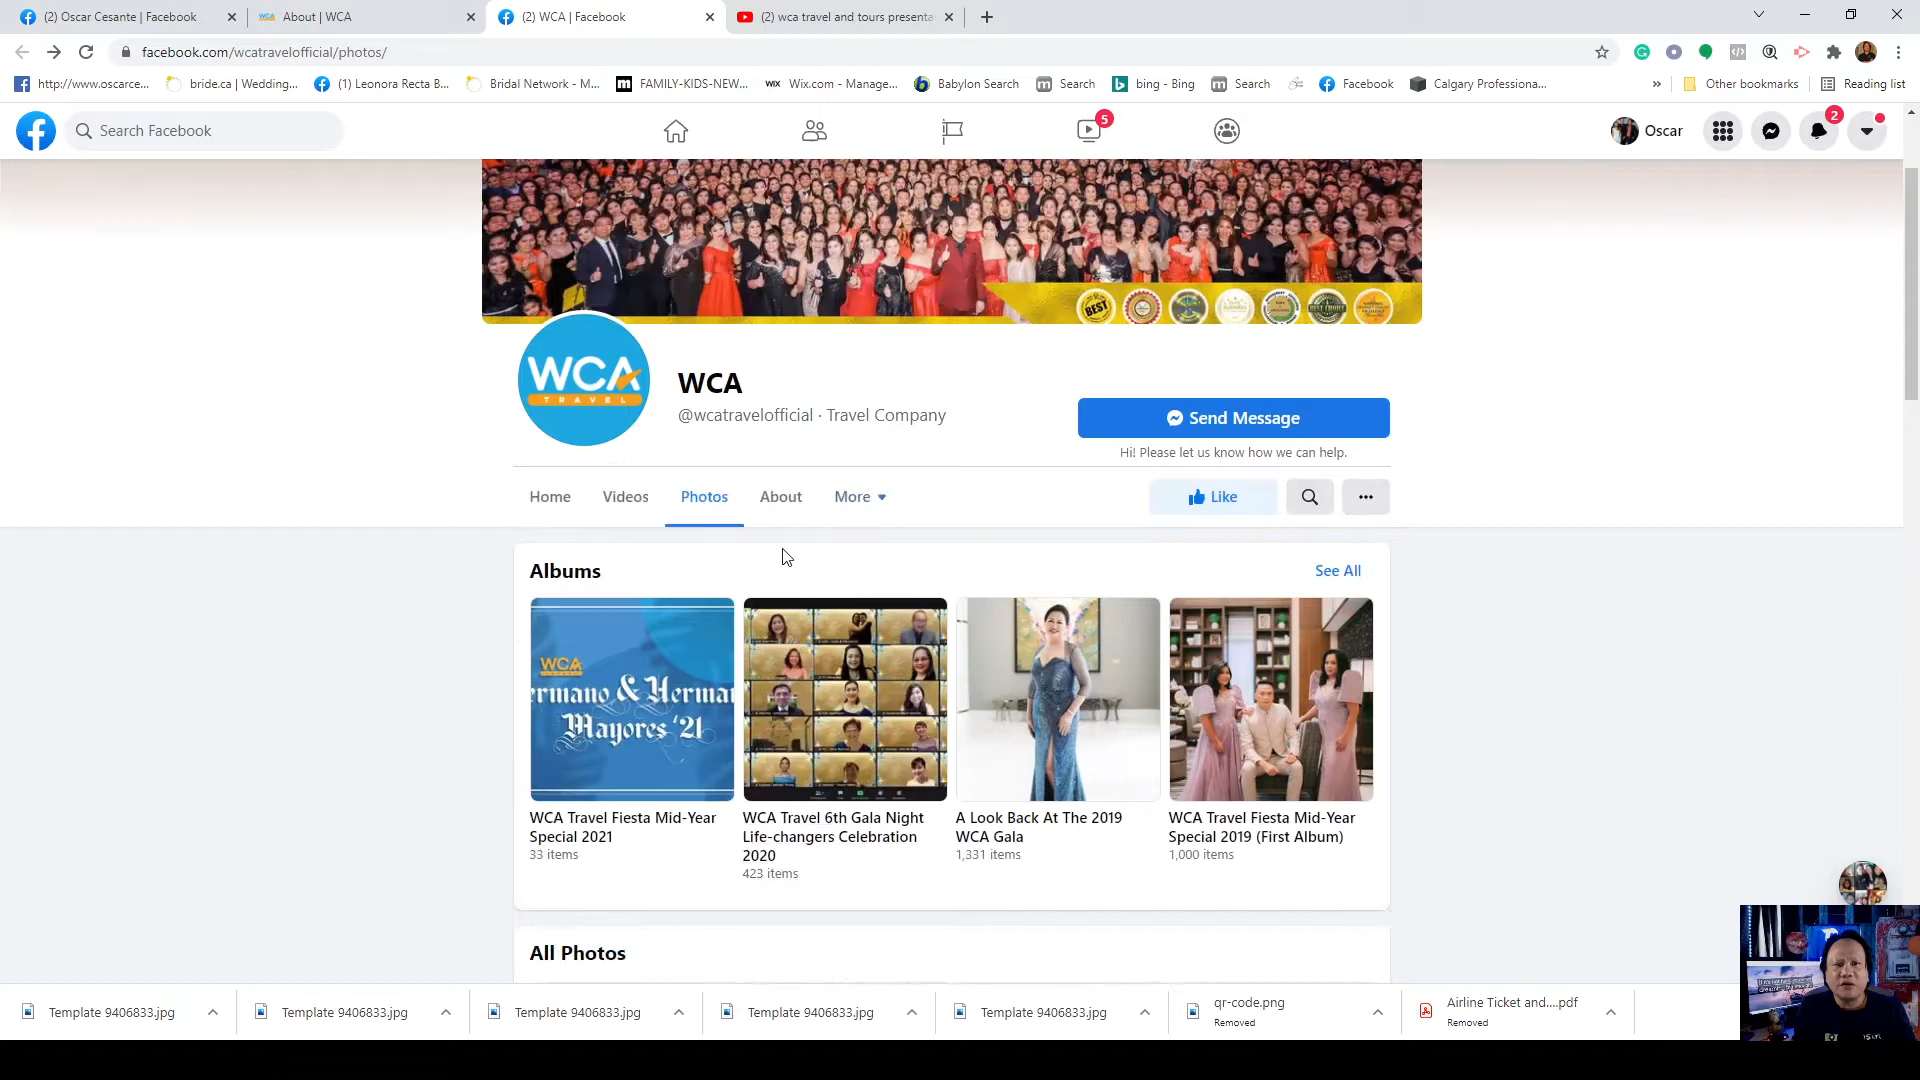 (2) Oscar Cesante | Facebook
About | WCA
(2) WCA | Facebook
(2) wca travel and tours presenta
facebook.com/wcatravelofficial/photos/
http://www.oscarce...
bride.ca | Wedding...
(1) Leonora Recta B...
Bridal Network - M...
FAMILY-KIDS-NEW...
WIX
Wix.com - Manage...
Babylon Search
Search
bing - Bing
Search
Facebook
Calgary Professiona...
»
Other bookmarks
Reading list
Search Facebook
5
Oscar
2
BEST
WCA
TRAVEL
WCA
@wcatravelofficial · Travel Company
Send Message
Hi! Please let us know how we can help.
Home
Videos
Photos
About
More
Like
Albums
See All
WCA
ermano & Herman
Mayores '21
WCA Travel Fiesta Mid-Year
Special 2021
33 items
WCA Travel 6th Gala Night
Life-changers Celebration
2020
423 items
A Look Back At The 2019
WCA Gala
1,331 items
WCA Travel Fiesta Mid-Year
Special 2019 (First Album)
1,000 items
All Photos
Template 9406833.jpg
Template 9406833.jpg
Template 9406833.jpg
Template 9406833.jpg
Template 9406833.jpg
qr-code.png
Removed
Airline Ticket and....pdf
Removed